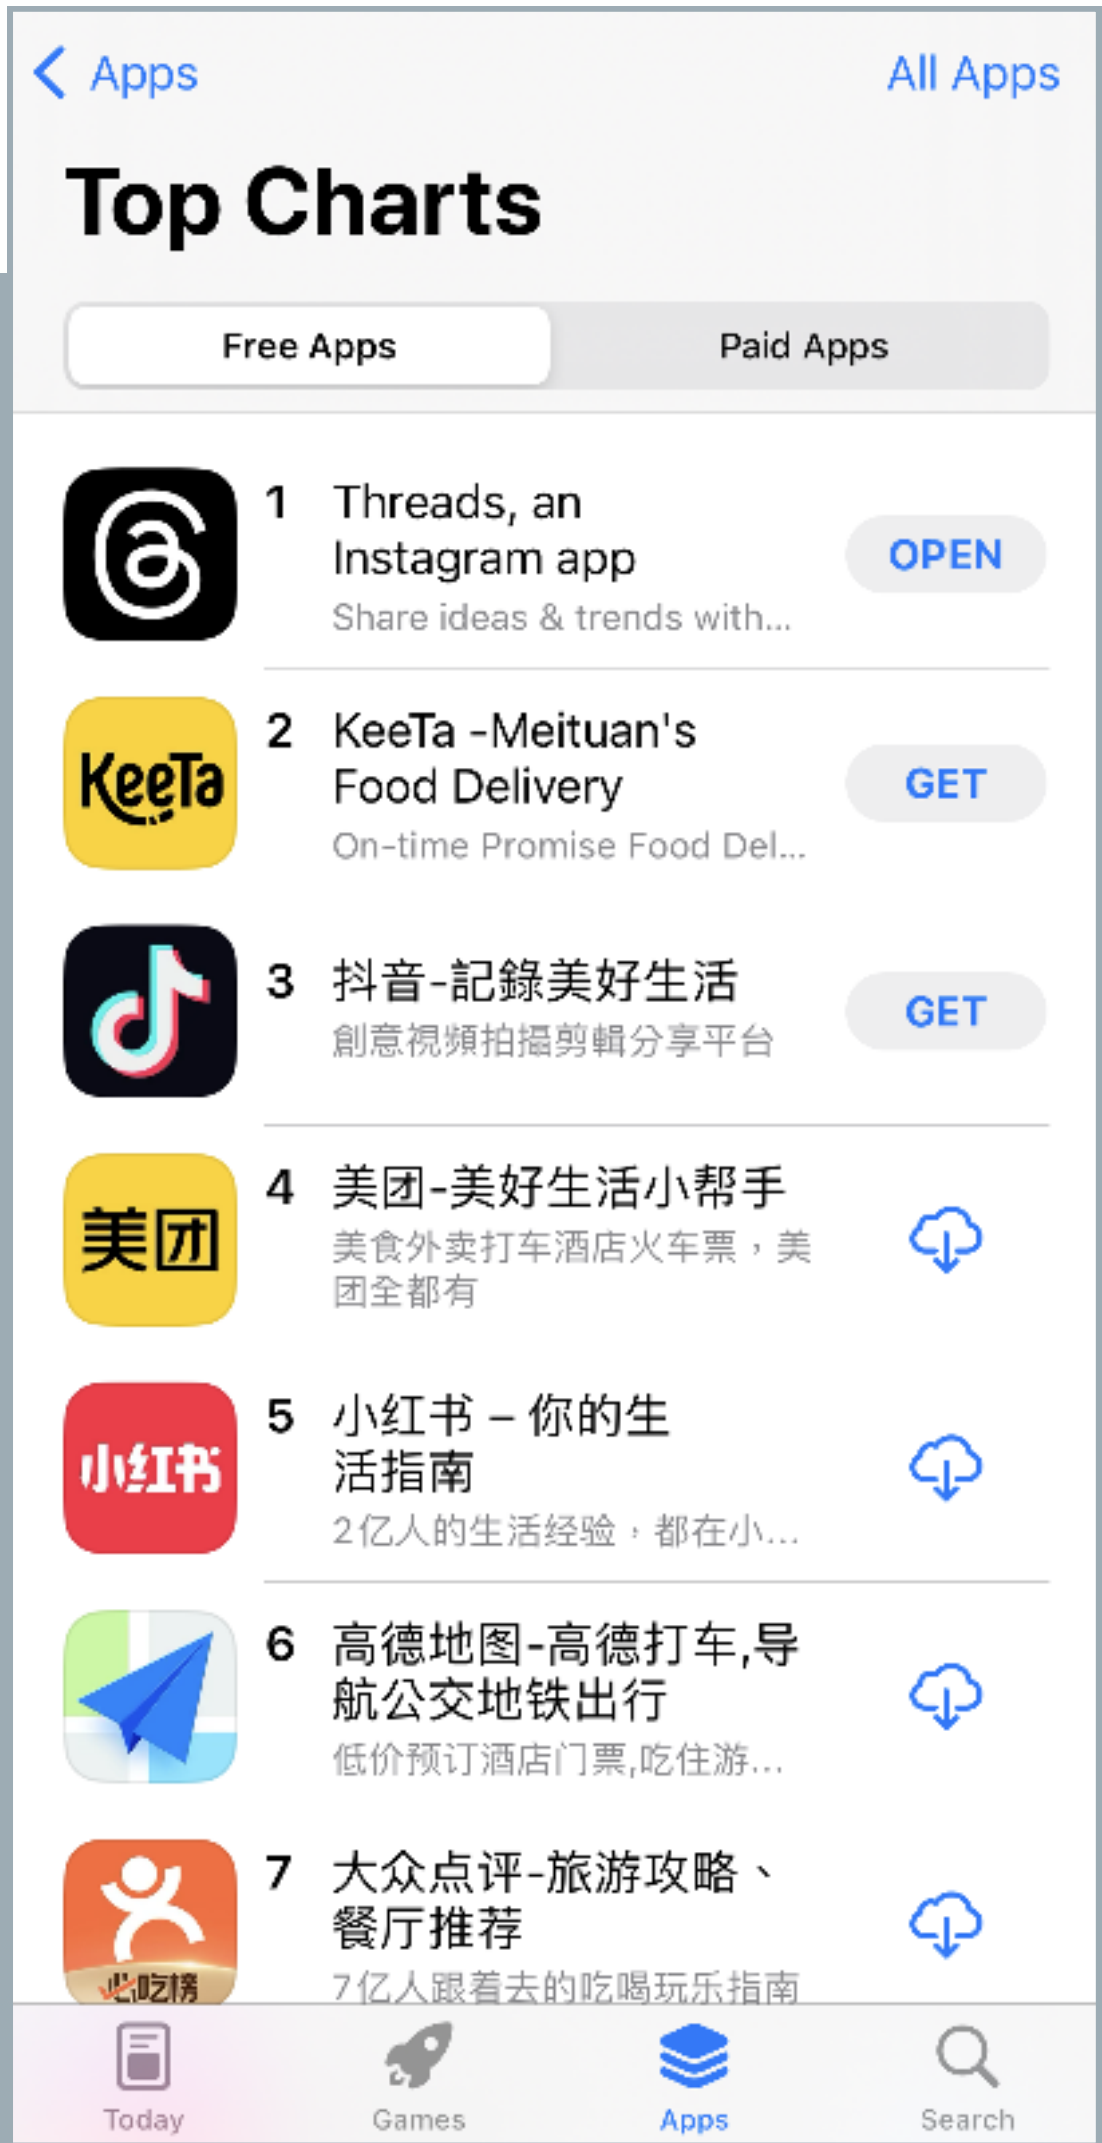 Apps
All Apps
Top Charts
Free Apps
Paid Apps
1
Threads, an
Instagram app
Share ideas & trends with...
OPEN
KeeTa
2
KeeTa -Meituan's
Food Delivery
On-time Promise Food Del...
GET
3
抖音-記錄美好生活
創意視頻拍攝剪輯分享平台
GET
美团
4
美团-美好生活小帮手
美食外卖打车酒店火车票，美
团全都有
小红书
5
小红书 – 你的生
活指南
2亿人的生活经验，都在小...
6
高德地图-高德打车,导
航公交地铁出行
低价预订酒店门票,吃住游...
必吃榜
7
大众点评-旅游攻略、
餐厅推荐
7亿人跟着去的吃喝玩乐指南
Today
Games
Apps
Search